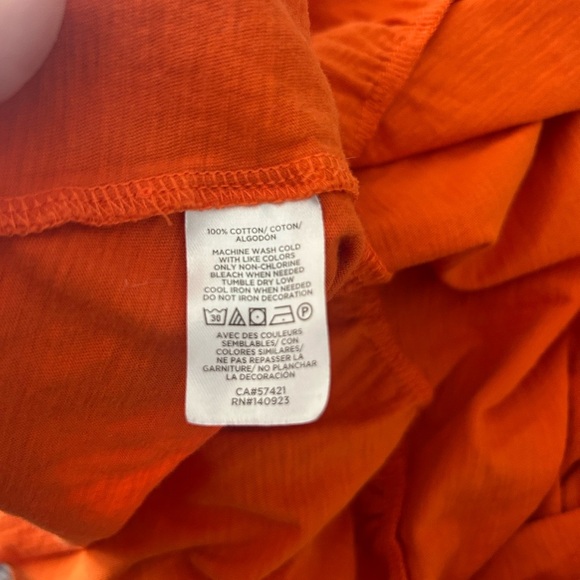 100% COTTON/ COTON/
ALGODÓN
MACHINE WASH COLD
WITH LIKE COLORS
ONLY NON-CHLORINE
BLEACH WHEN NEEDED
TUMBLE DRY LOW
COOL IRON WHEN NEEDED
DO NOT IRON DECORATION
30 P
AVEC DES COULEURS
SEMBLABLES/ CON
COLORES SIMILARES/
NE PAS REPASSER LA
GARNITURE/ NO PLANCHAR
LA DECORACIÓN
CA#57421
RN#140923